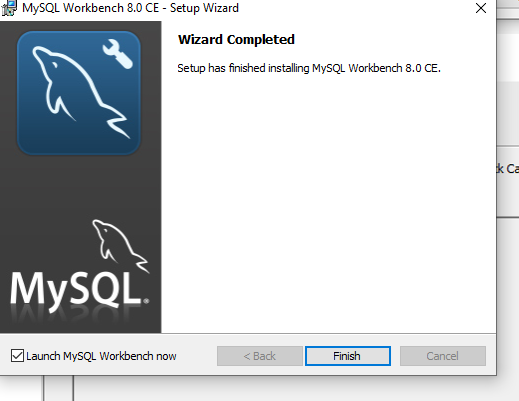 MySQL Workbench 8.0 CE - Setup Wizard
Wizard Completed
Setup has finished installing MySQL Workbench 8.0 CE.
MySQL®
Launch MySQL Workbench now
< Back
Finish
Cancel